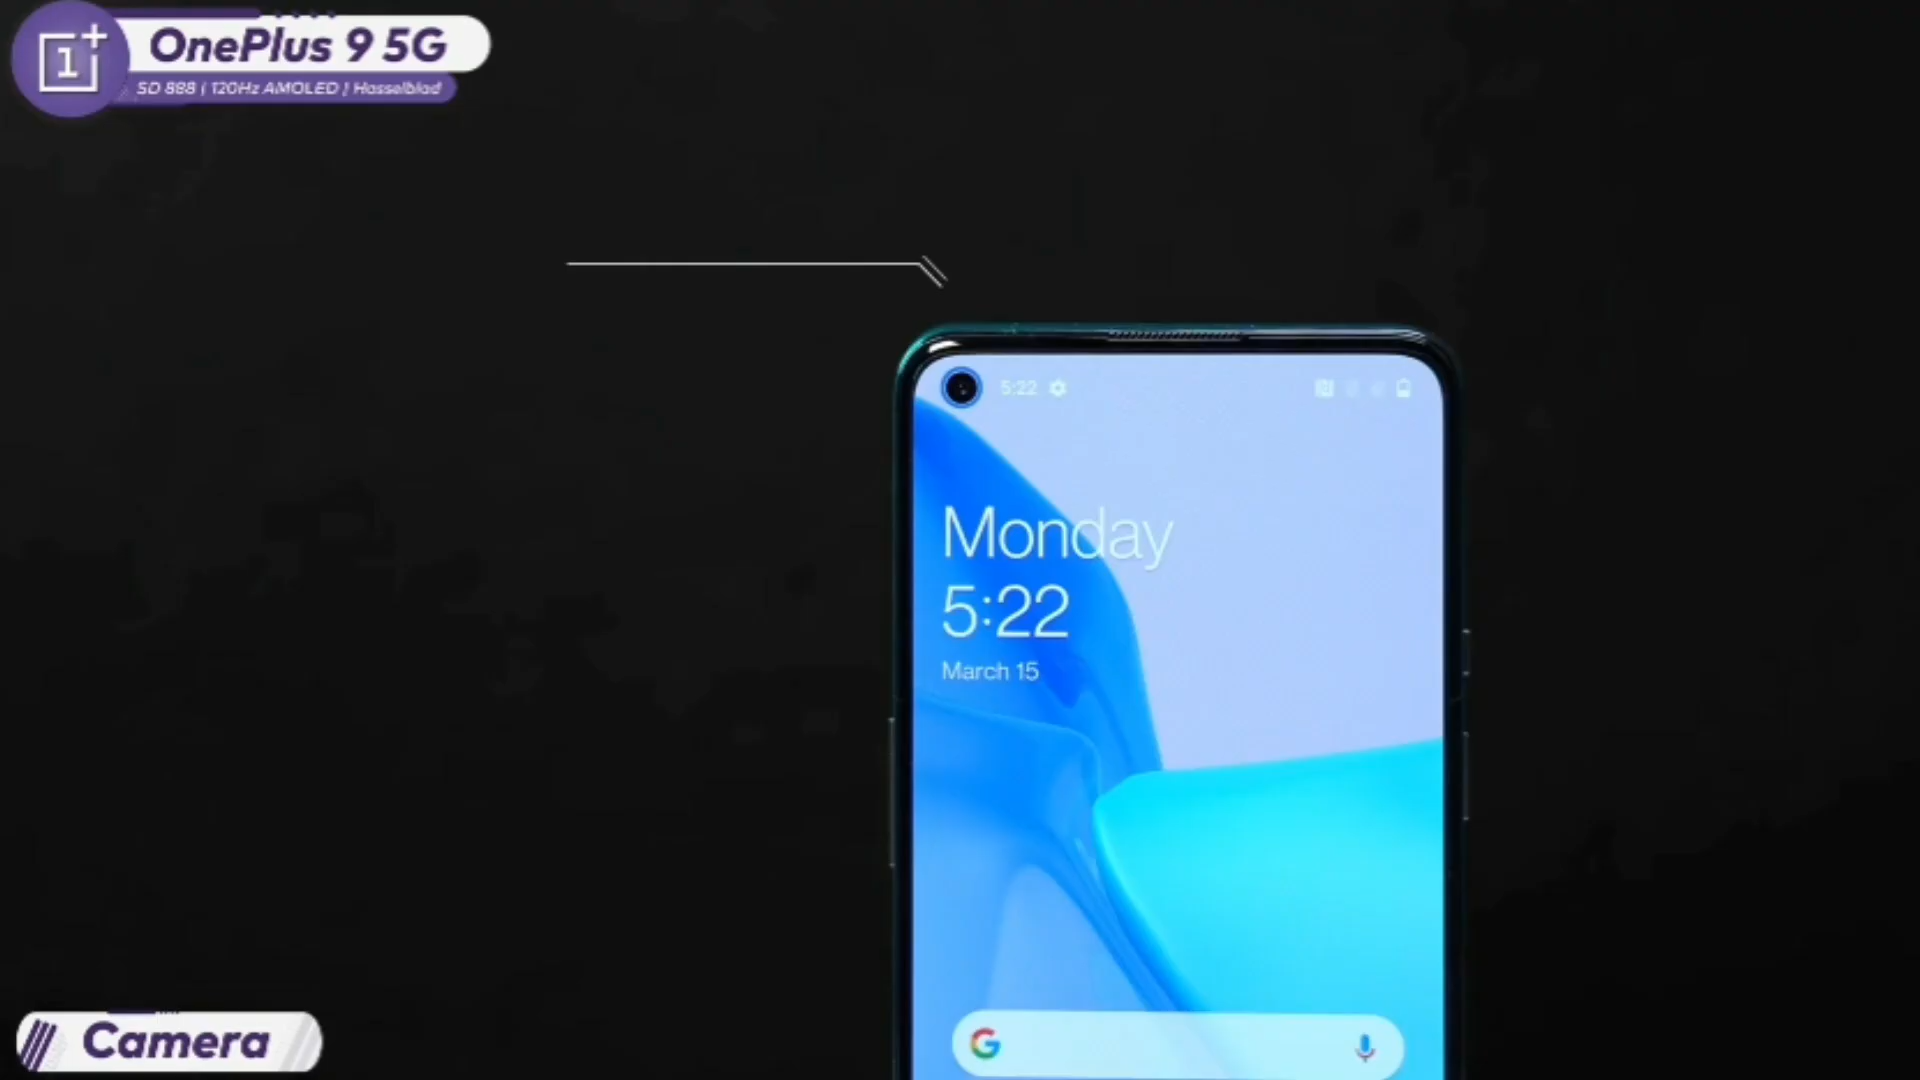 OnePlus 9 5G
SD 888 | 120Hz AMOLED | Hasselblad
5:22
Monday
5:22
March 15
G
Camera